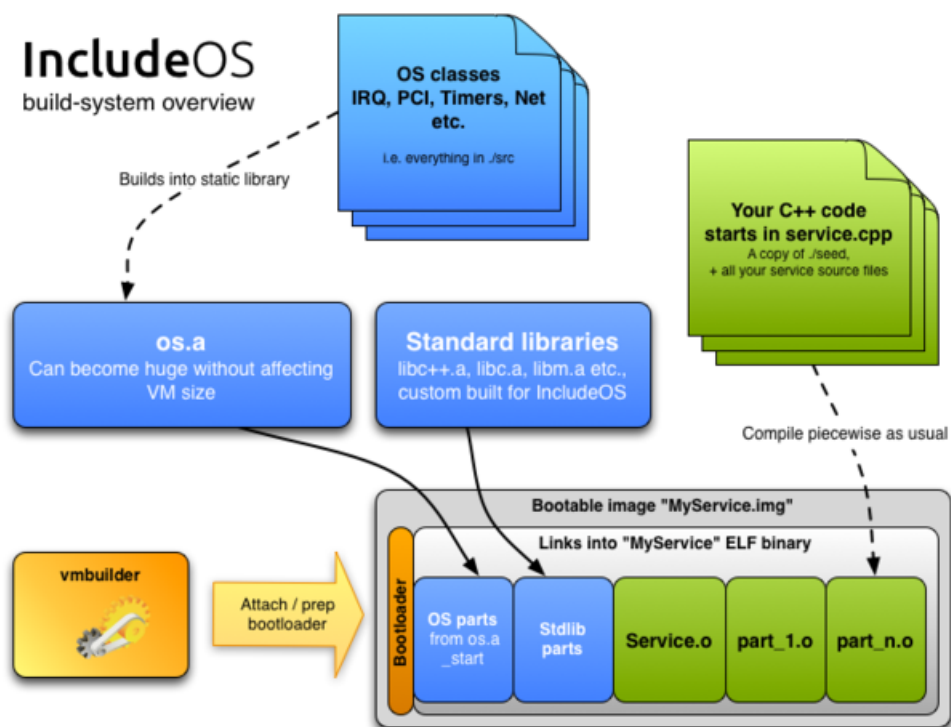 IncludeOS
build-system overview
OS classes
IRQ, PCI, Timers, Net
etc.
i.e. everything in ./src
Builds into static library
Your C++ code
starts in service.cpp
A copy of ./seed,
+ all your service source files
os.a
Can become huge without affecting
VM size
Standard libraries
libc++.a, libc.a, libm.a etc.,
custom built for IncludeOS
Compile piecewise as usual
Bootable image "MyService.img"
Links into "MyService" ELF binary
vmbuilder
Attach / prep
bootloader
Bootloader
OS parts
from os.a
_start
Stdlib
parts
Service.o
part_1.o
part_n.o